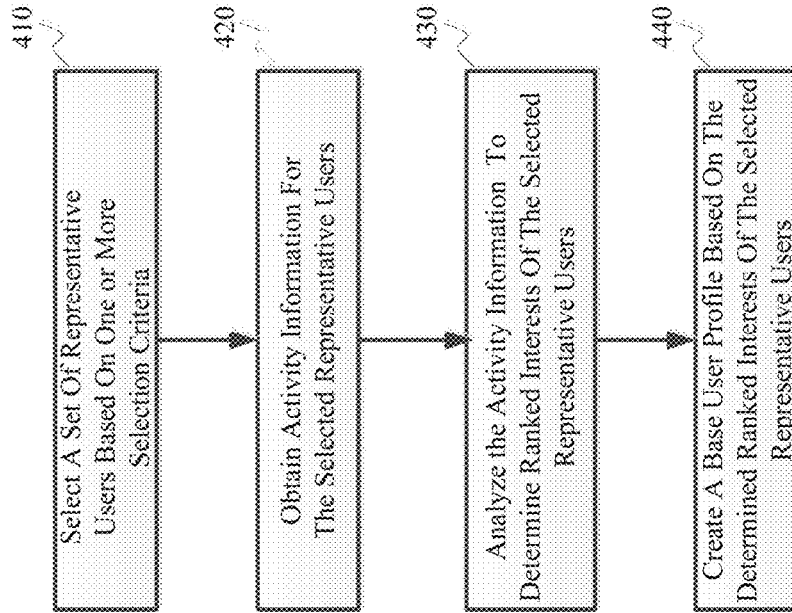 410
Select A Set Of Representative
Users Based On One or More
Selection Criteria
420
Obtain Activity Information For
The Selected Representative Users
430
Analyze the Activity Information To
Determine Ranked Interests Of The Selected
Representative Users
440
Create A Base User Profile Based On The
Determined Ranked Interests Of The Selected
Representative Users